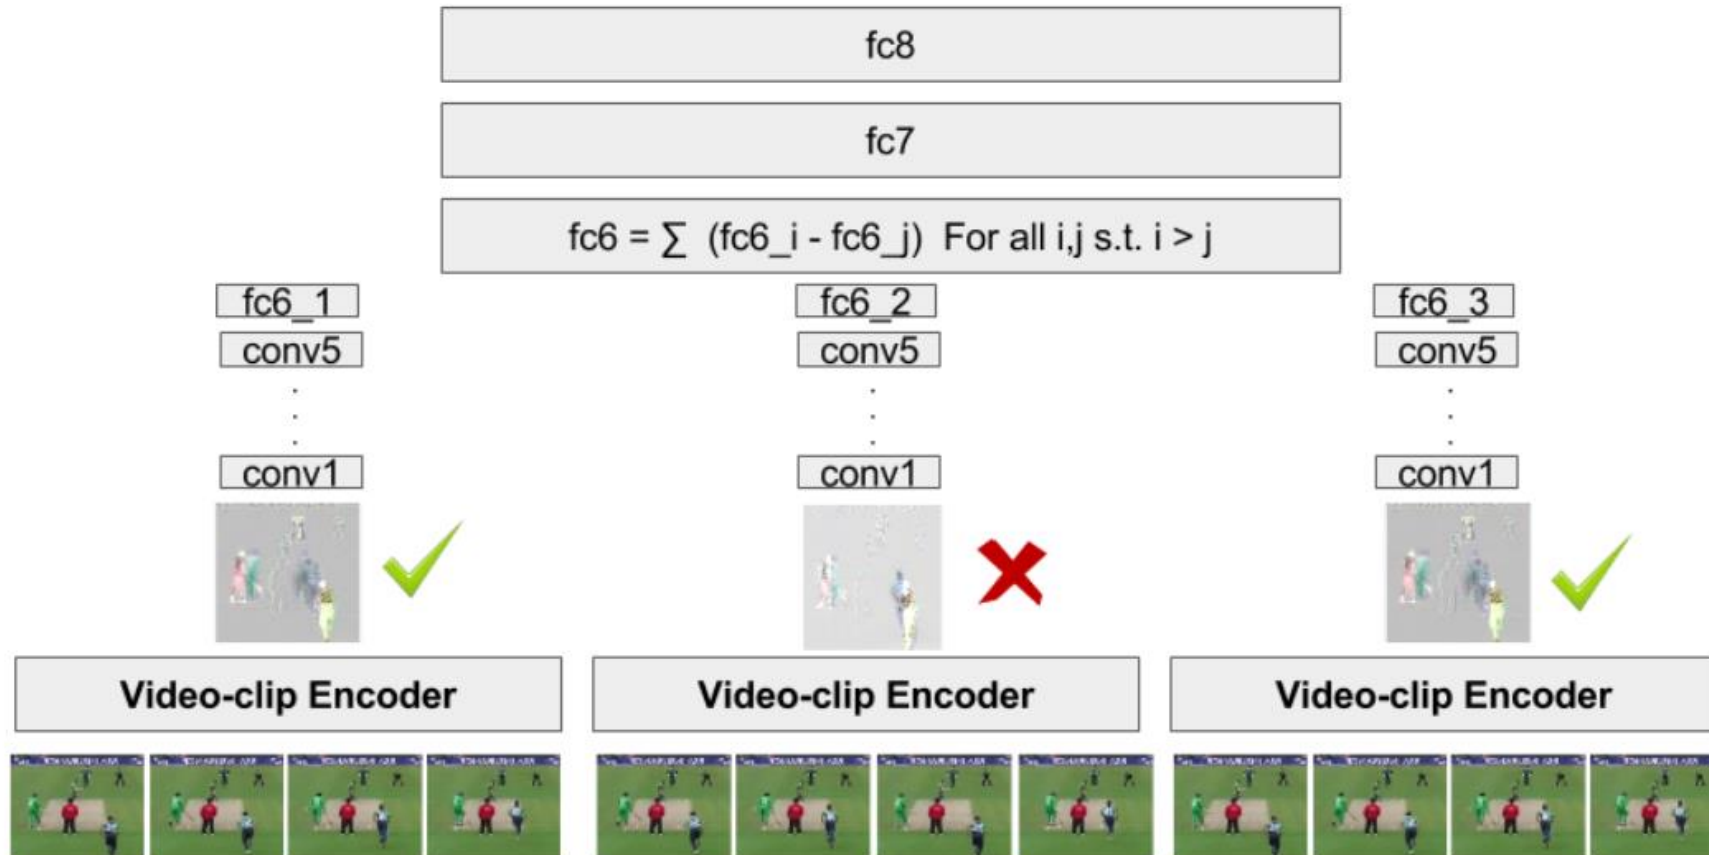 fc8
fc7
fc6 = ∑ (fc6_i - fc6_j) For all i,j s.t. i > j
fc6_1 fc6_2 fc6_3
conv5 conv5 conv5
conv1 conv1 conv1
Video-clip Encoder Video-clip Encoder Video-clip Encoder